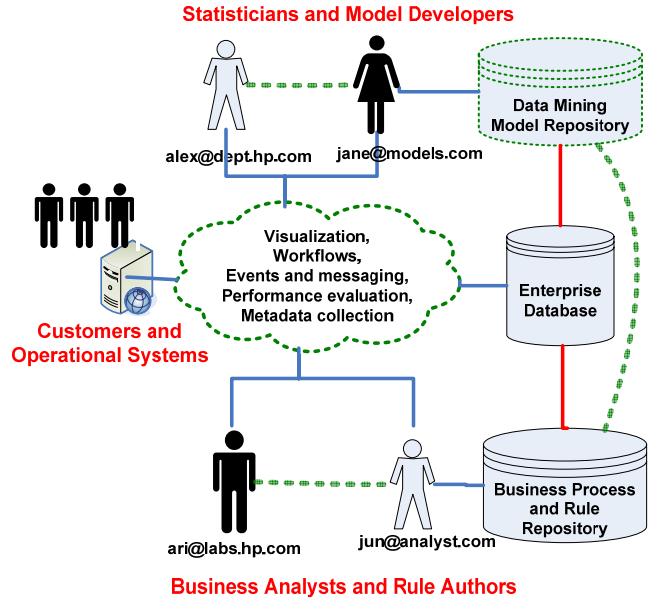 Statisticians and Model Developers
alex@dept.hp.com
jane@models.com
Data Mining
Model Repository
Visualization,
Workflows,
Events and messaging,
Performance evaluation,
Metadata collection
Enterprise
Database
Customers and
Operational Systems
ari@labs.hp.com
jun@analyst.com
Business Process
and Rule
Repository
Business Analysts and Rule Authors